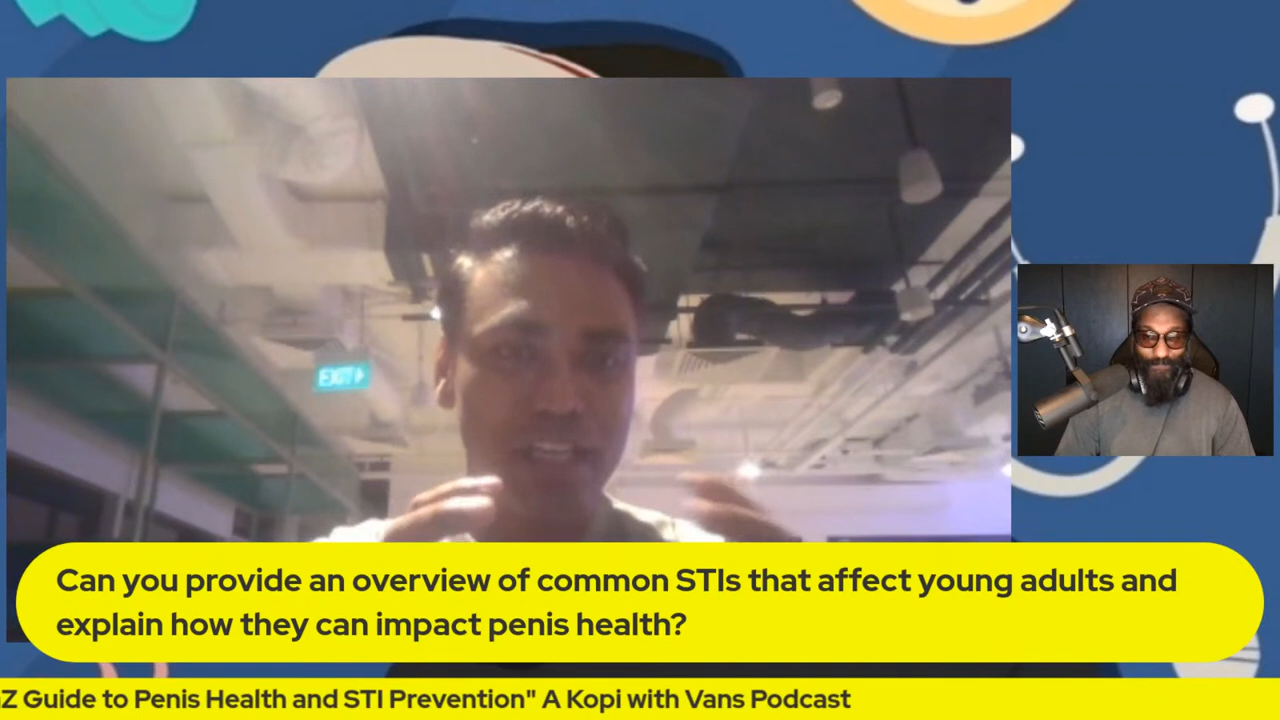 EXIT
Can you provide an overview of common STIs that affect young adults and
explain how they can impact penis health?
Z Guide to Penis Health and STI Prevention" A Kopi with Vans Podcast